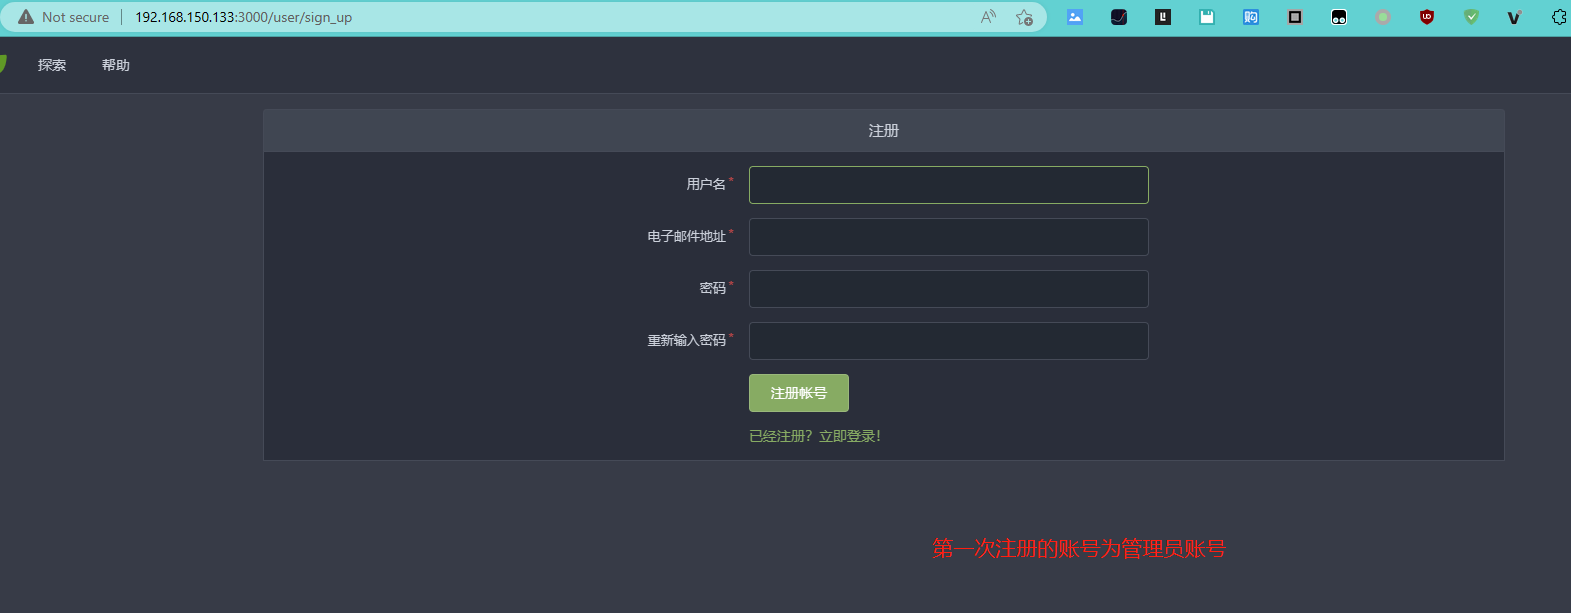 Not secure 192.168.150.133:3000/user/sign_up
探索 帮助
注册
用户名 *
电子邮件地址 *
密码 *
重新输入密码 *
注册帐号
已经注册？立即登录！
第一次注册的账号为管理员账号